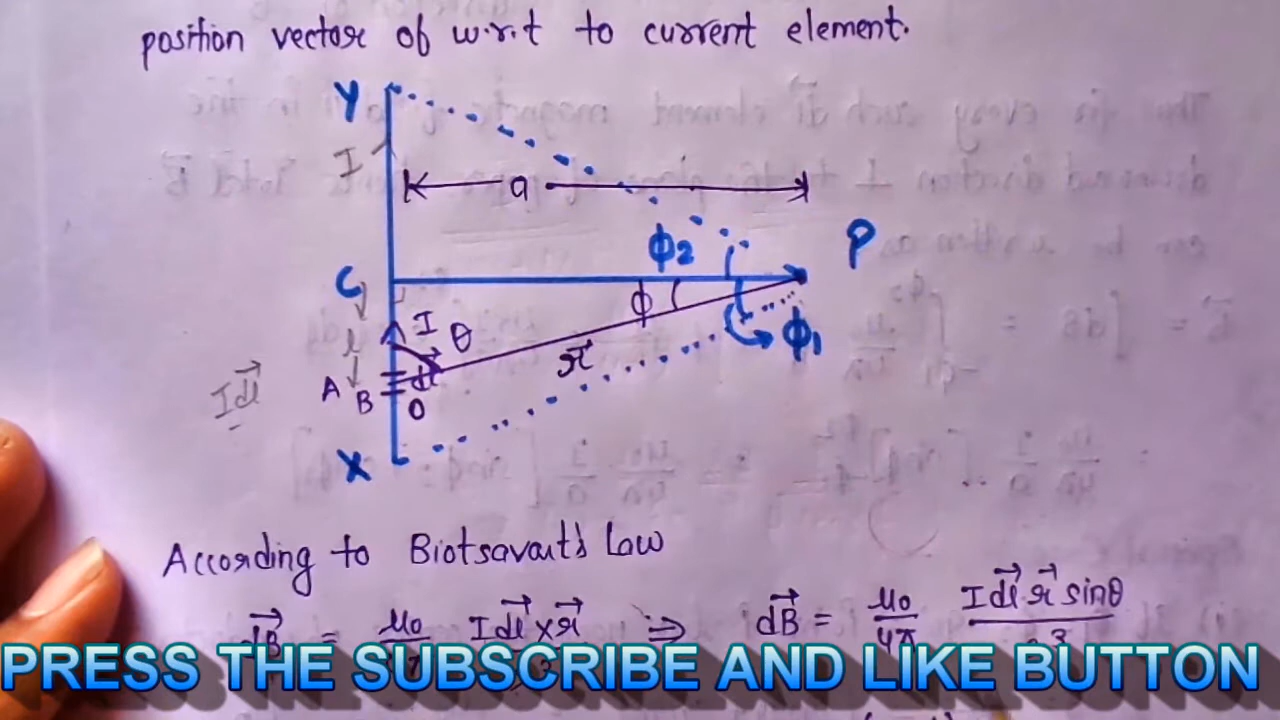 position vector of w.r.t to current element.
Y
I
a
P
ϕ2
C
ϕ
I
θ
ϕ1
l
r⃗
A
dl⃗
Idl⃗
B
O
X
According to Biotsavart's Law
dB⃗ = μ0 Idl⃗×r⃗ ⇒ dB⃗ = μ0/4π Idl⃗ r⃗ sinθ
PRESS THE SUBSCRIBE AND LIKE BUTTON